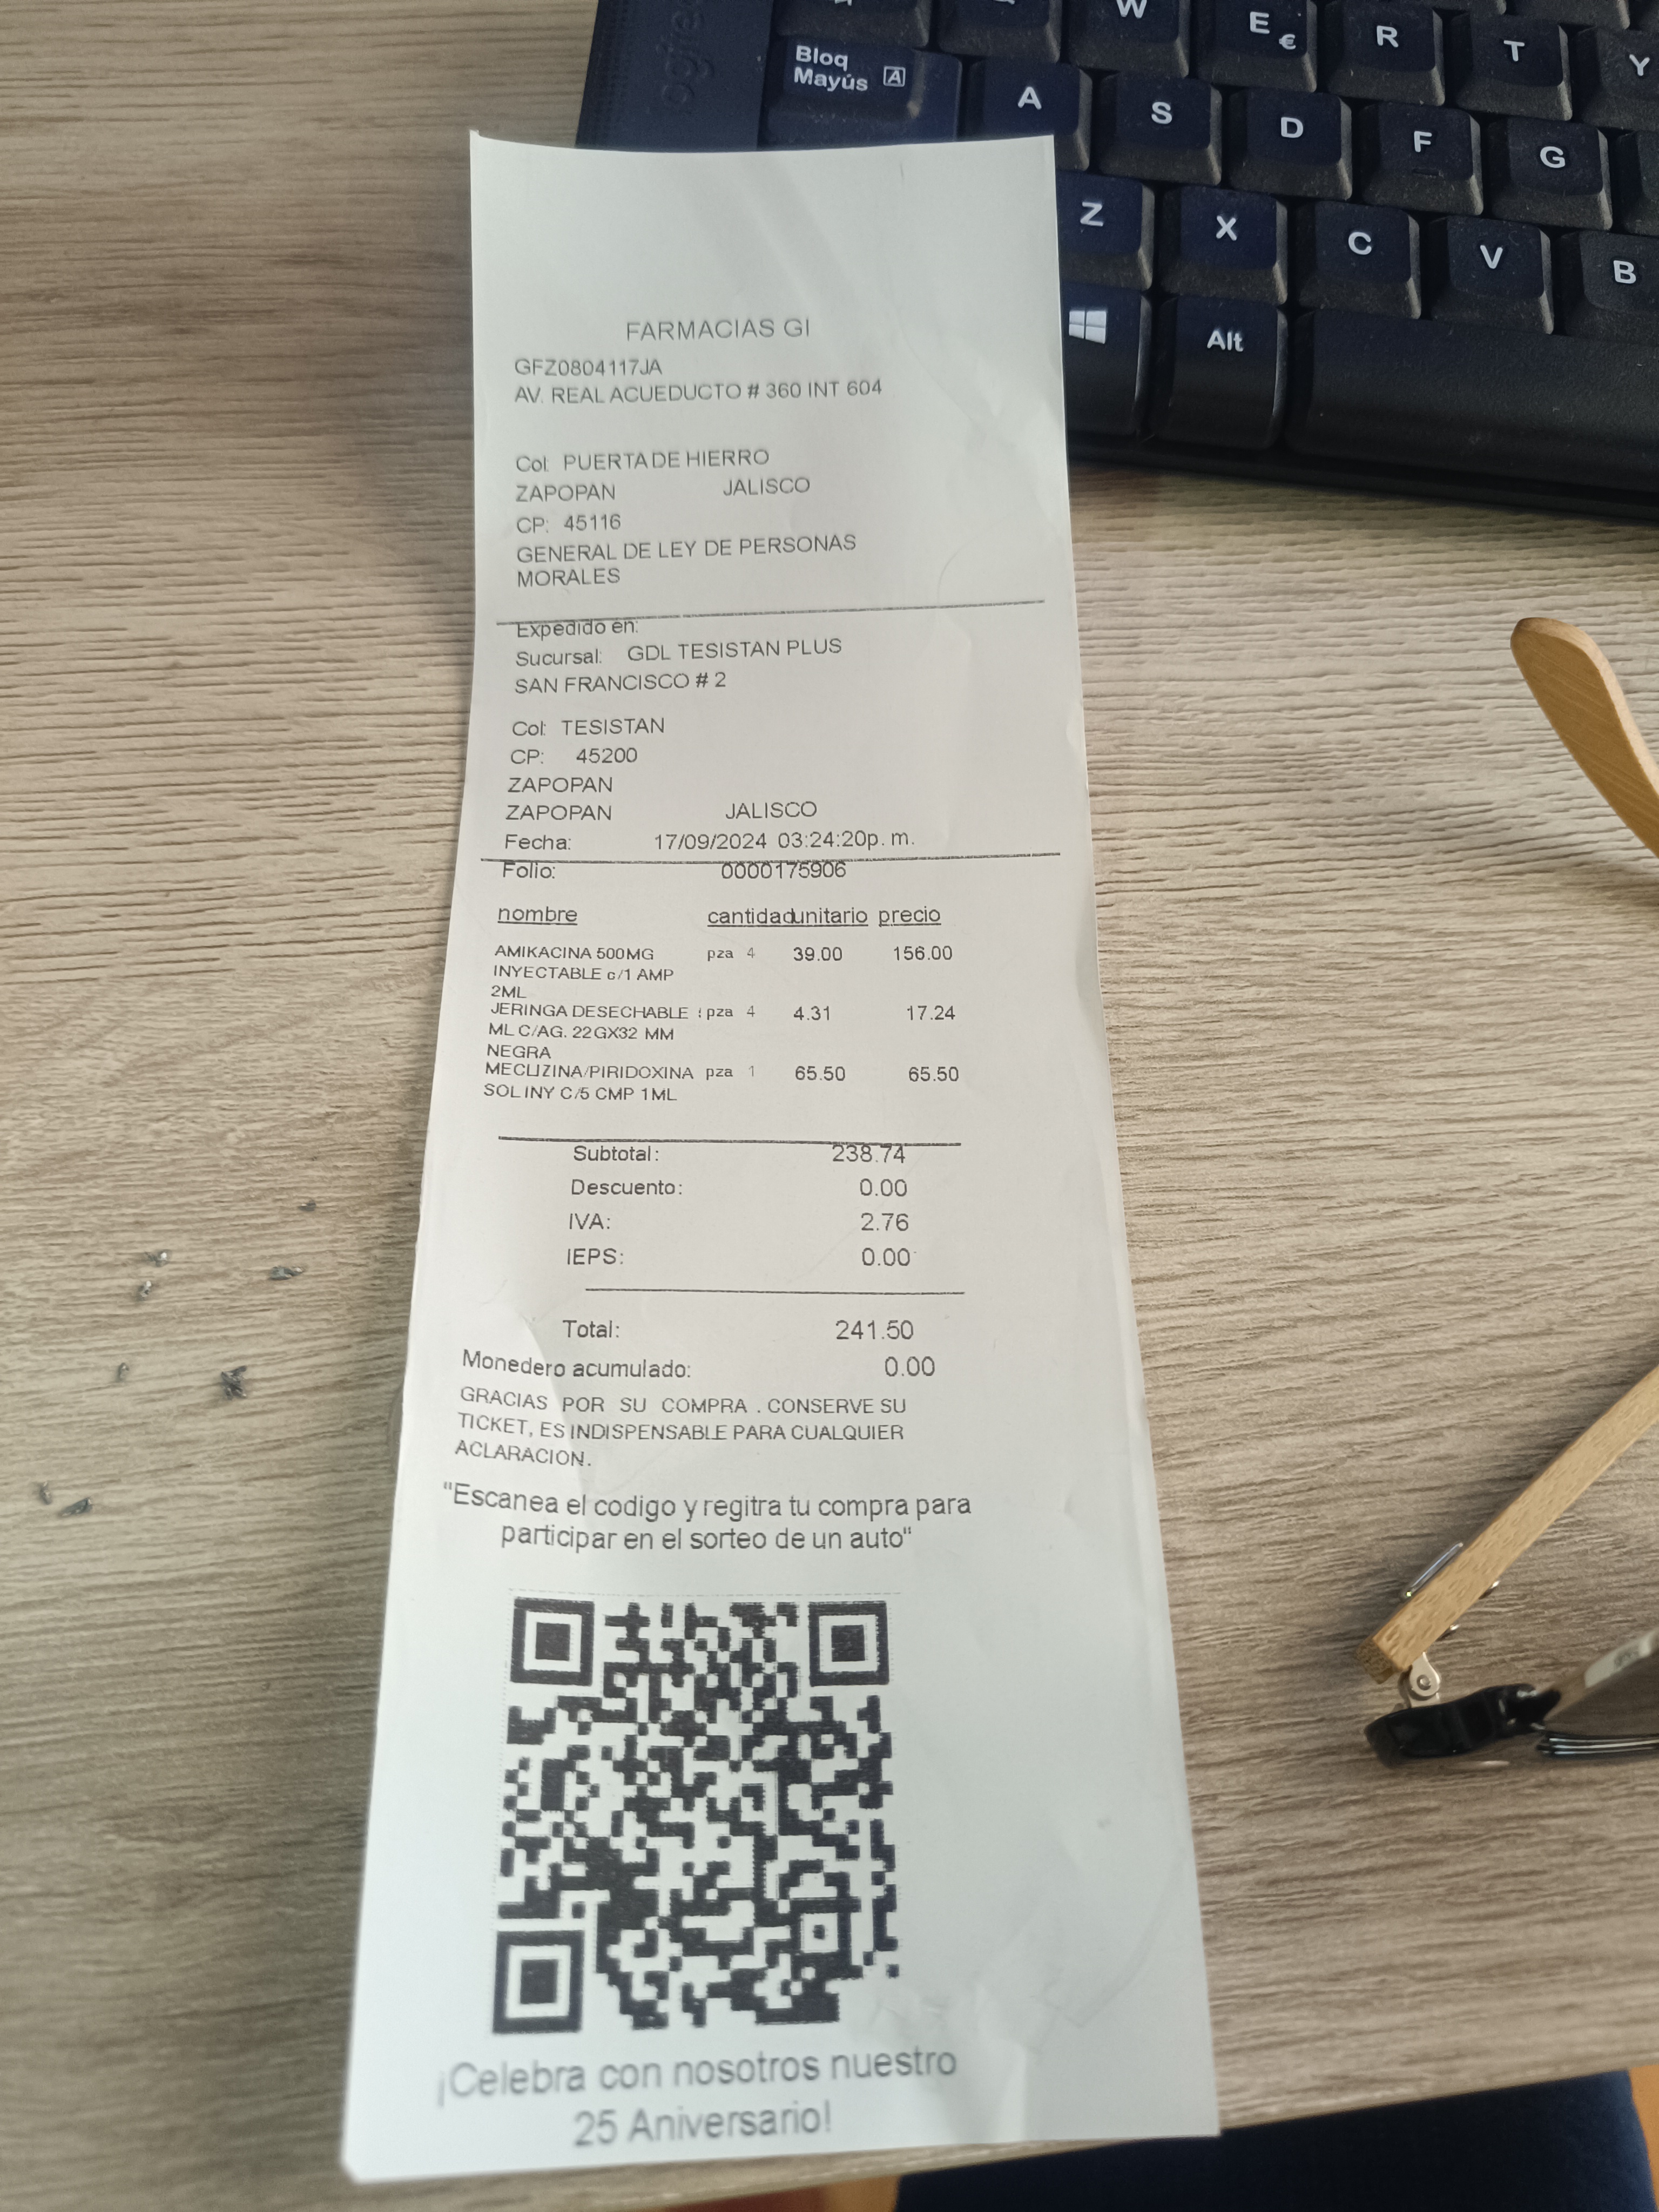 W E € R T Y
Bloq
Mayús A
A S D F G
Z X C V B
Alt
FARMACIAS GI
GFZ0804117JA
AV. REAL ACUEDUCTO # 360 INT 604
Col: PUERTA DE HIERRO
ZAPOPAN JALISCO
CP: 45116
GENERAL DE LEY DE PERSONAS
MORALES
Expedido en:
Sucursal: GDL TESISTAN PLUS
SAN FRANCISCO # 2
Col: TESISTAN
CP: 45200
ZAPOPAN
ZAPOPAN JALISCO
Fecha: 17/09/2024 03:24:20p. m.
Folio: 0000175906
nombre cantidad unitario precio
AMIKACINA 500MG pza 4 39.00 156.00
INYECTABLE c/1 AMP
2ML
JERINGA DESECHABLE pza 4 4.31 17.24
ML C/AG. 22GX32 MM
NEGRA
MECLIZINA/PIRIDOXINA pza 1 65.50 65.50
SOL INY C/5 CMP 1ML
Subtotal: 238.74
Descuento: 0.00
IVA: 2.76
IEPS: 0.00
Total: 241.50
Monedero acumulado: 0.00
GRACIAS POR SU COMPRA . CONSERVE SU
TICKET, ES INDISPENSABLE PARA CUALQUIER
ACLARACION.
"Escanea el codigo y regitra tu compra para
participar en el sorteo de un auto"
¡Celebra con nosotros nuestro
25 Aniversario!